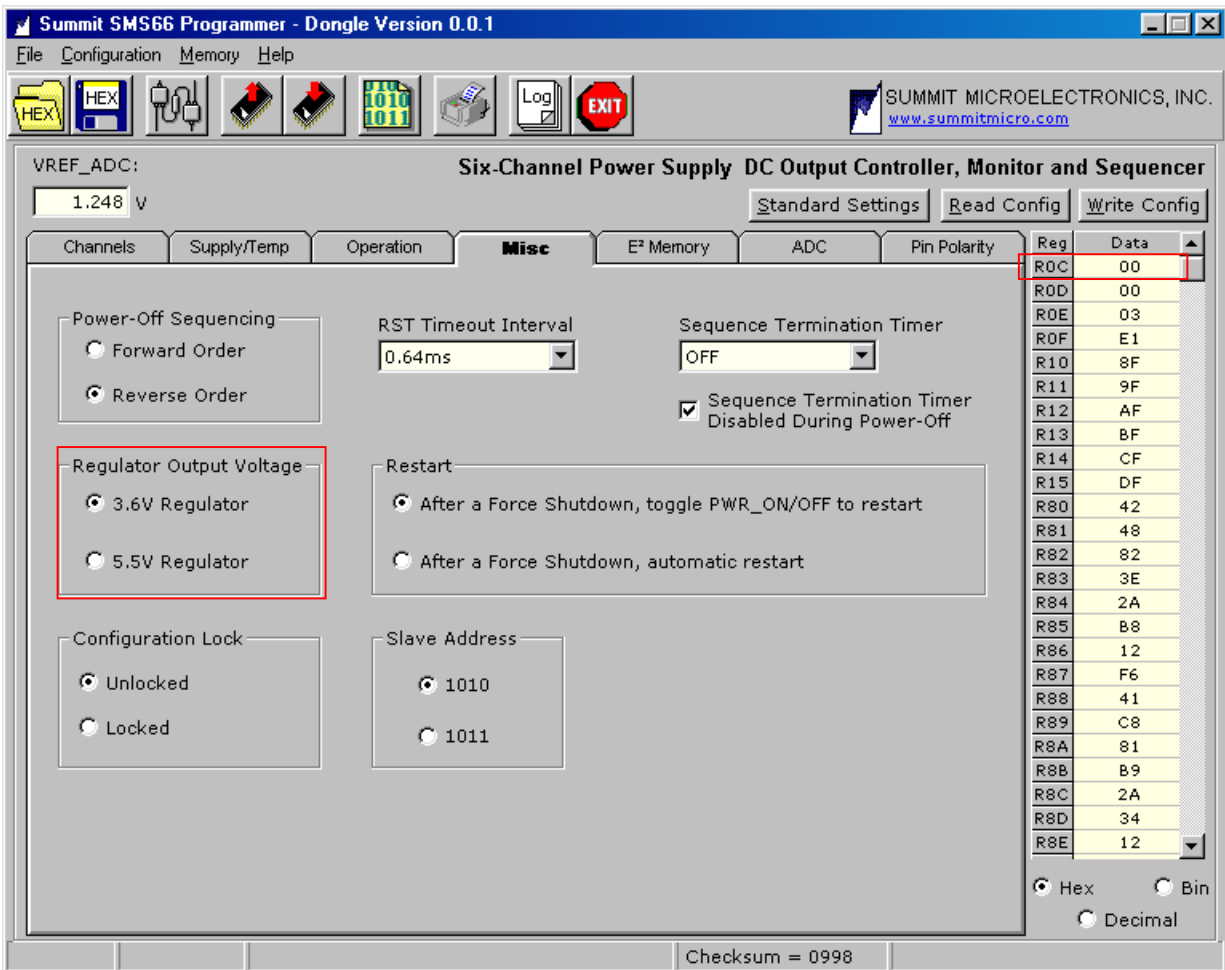 Summit SMS66 Programmer - Dongle Version 0.0.1
File Configuration Memory Help
HEX
HEX
1010
1011
Log
EXIT
SUMMIT MICROELECTRONICS, INC.
www.summitmicro.com
VREF_ADC:
1.248 V
Six-Channel Power Supply DC Output Controller, Monitor and Sequencer
Standard Settings Read Config Write Config
Channels Supply/Temp Operation Misc E² Memory ADC Pin Polarity
Power-Off Sequencing
Forward Order
Reverse Order
RST Timeout Interval
0.64ms
Sequence Termination Timer
OFF
Sequence Termination Timer
Disabled During Power-Off
Regulator Output Voltage
3.6V Regulator
5.5V Regulator
Restart
After a Force Shutdown, toggle PWR_ON/OFF to restart
After a Force Shutdown, automatic restart
Configuration Lock
Unlocked
Locked
Slave Address
1010
1011
Reg Data
R0C 00
R0D 00
R0E 03
R0F E1
R10 8F
R11 9F
R12 AF
R13 BF
R14 CF
R15 DF
R80 42
R81 48
R82 82
R83 3E
R84 2A
R85 B8
R86 12
R87 F6
R88 41
R89 C8
R8A 81
R8B B9
R8C 2A
R8D 34
R8E 12
Hex Bin
Decimal
Checksum = 0998